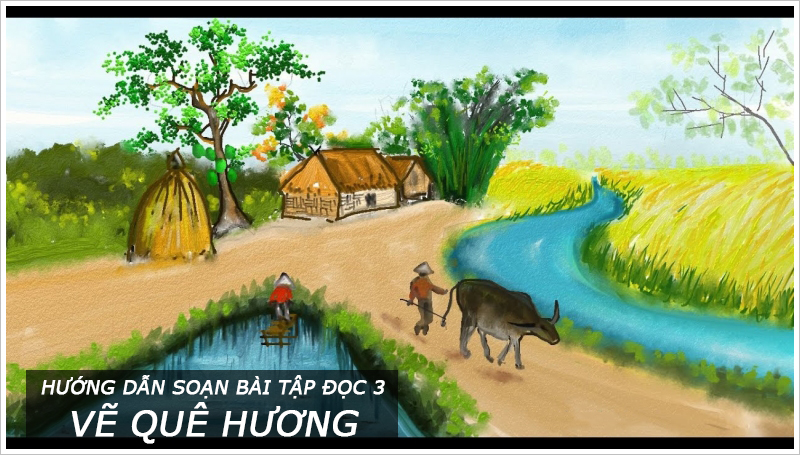 HƯỚNG DẪN SOẠN BÀI TẬP ĐỌC 3
VẼ QUÊ HƯƠNG